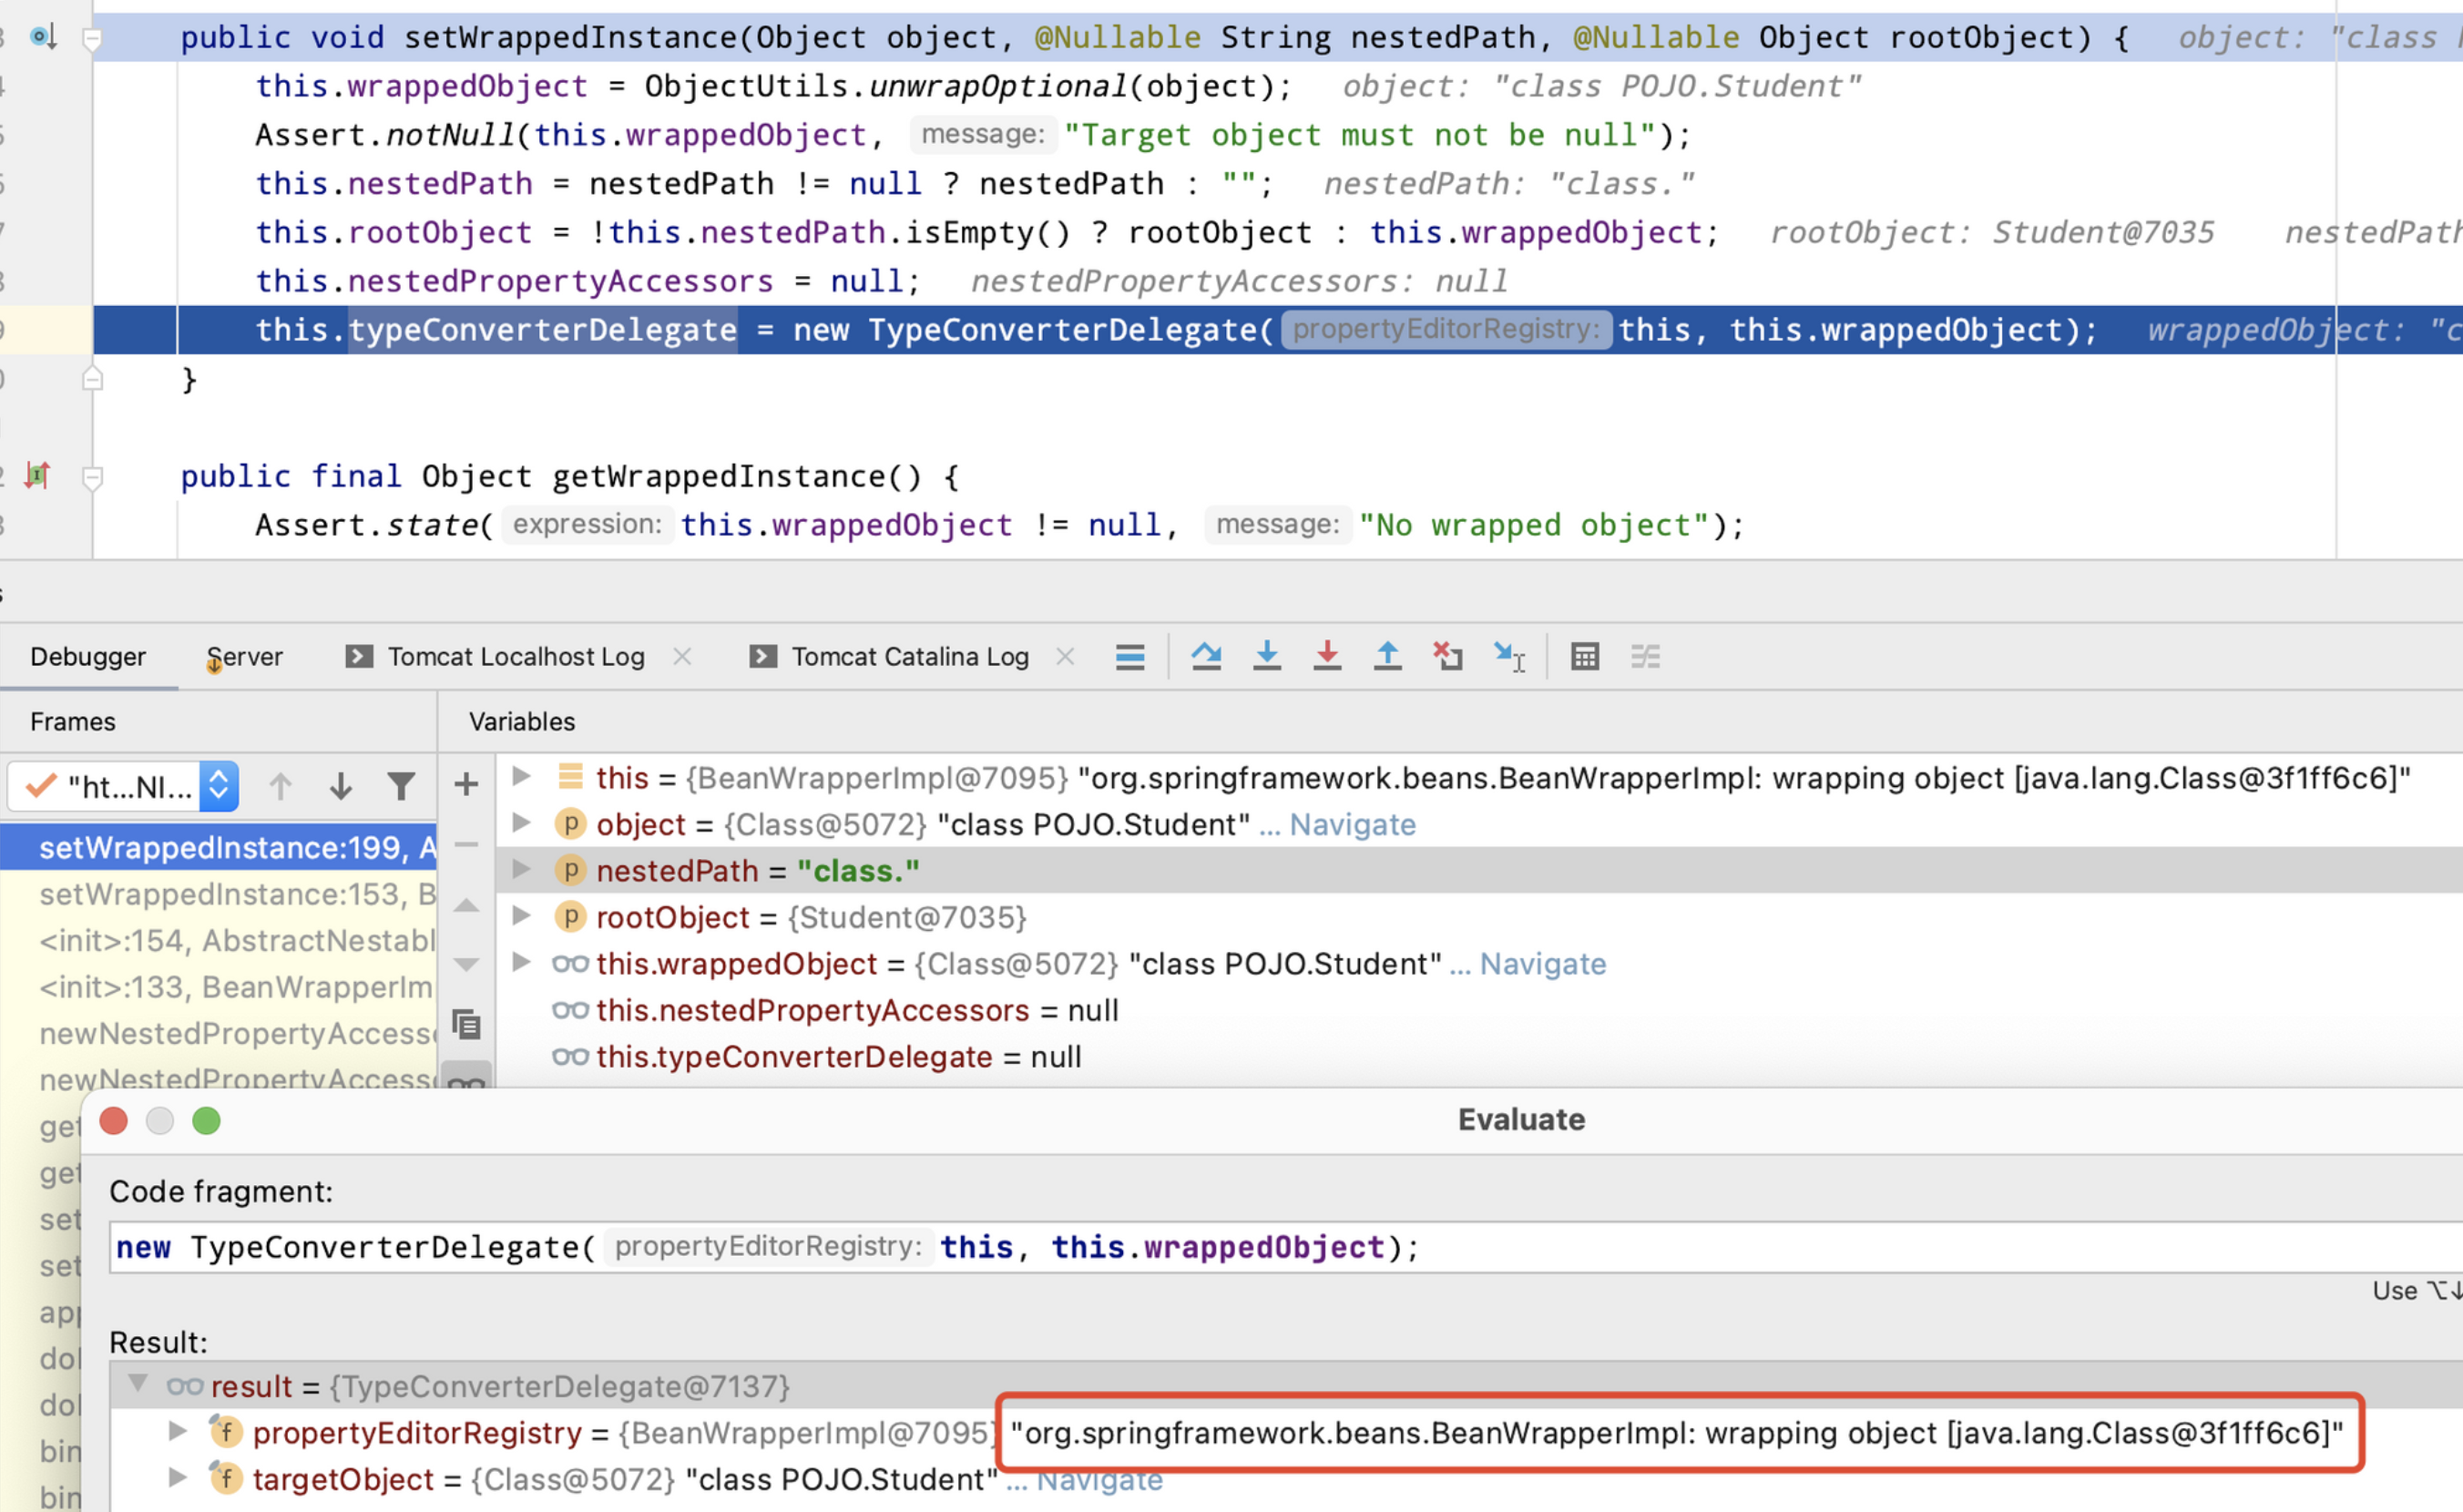 public void setWrappedInstance(Object object, @Nullable String nestedPath, @Nullable Object rootObject) {   object: "class
this.wrappedObject = ObjectUtils.unwrapOptional(object);   object: "class POJO.Student"
Assert.notNull(this.wrappedObject, message: "Target object must not be null");
this.nestedPath = nestedPath != null ? nestedPath : "";   nestedPath: "class."
this.rootObject = !this.nestedPath.isEmpty() ? rootObject : this.wrappedObject;   rootObject: Student@7035   nestedPath
this.nestedPropertyAccessors = null;   nestedPropertyAccessors: null
this.typeConverterDelegate = new TypeConverterDelegate( propertyEditorRegistry: this, this.wrappedObject);   wrappedObject: "c
}
public final Object getWrappedInstance() {
Assert.state( expression: this.wrappedObject != null, message: "No wrapped object");
Debugger Server Tomcat Localhost Log Tomcat Catalina Log
Frames Variables
"ht...NI...
this = {BeanWrapperImpl@7095} "org.springframework.beans.BeanWrapperImpl: wrapping object [java.lang.Class@3f1ff6c6]"
object = {Class@5072} "class POJO.Student" ... Navigate
setWrappedInstance:199, A
nestedPath = "class."
setWrappedInstance:153, B
rootObject = {Student@7035}
<init>:154, AbstractNestabl
this.wrappedObject = {Class@5072} "class POJO.Student" ... Navigate
<init>:133, BeanWrapperIm
this.nestedPropertyAccessors = null
newNestedPropertyAccess
this.typeConverterDelegate = null
newNestedPropertyAccess
get
get
set
set
app
bin
bin
Evaluate
Code fragment:
new TypeConverterDelegate( propertyEditorRegistry: this, this.wrappedObject);
Use ⌥↓
Result:
result = {TypeConverterDelegate@7137}
propertyEditorRegistry = {BeanWrapperImpl@7095} "org.springframework.beans.BeanWrapperImpl: wrapping object [java.lang.Class@3f1ff6c6]"
targetObject = {Class@5072} "class POJO.Student" ... Navigate